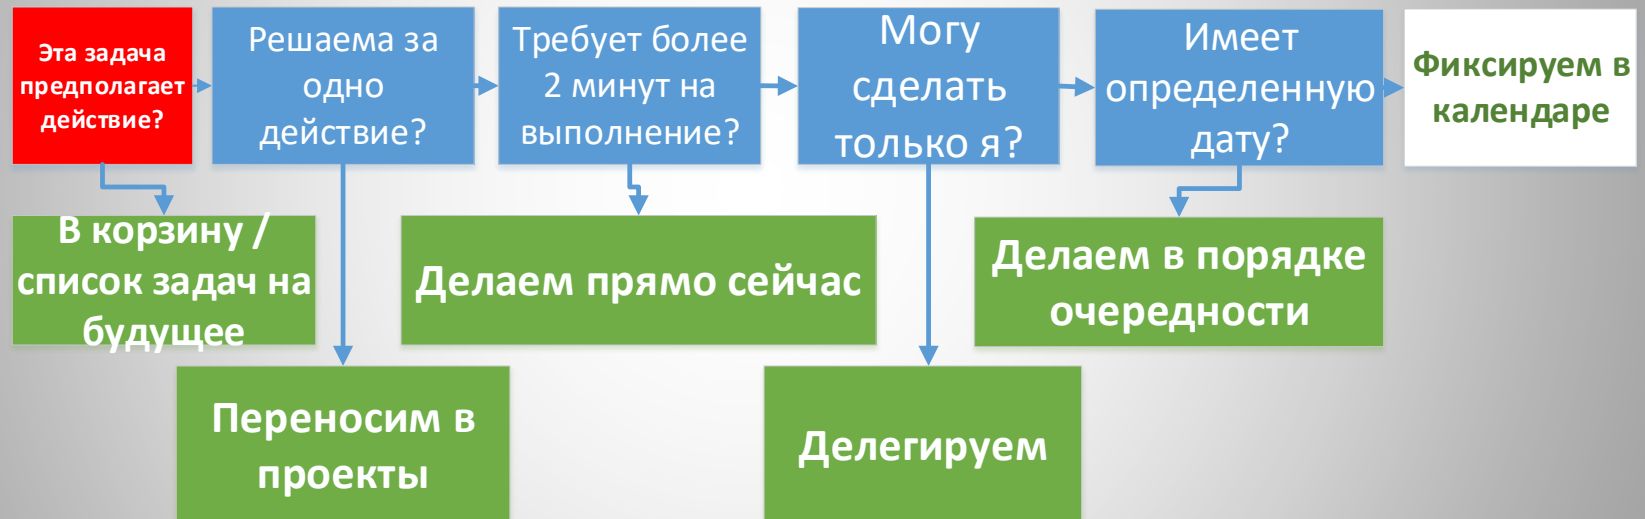 Эта задача
предполагает
действие?
Решаема за
одно
действие?
Требует более
2 минут на
выполнение?
Могу
сделать
только я?
Имеет
определенную
дату?
Фиксируем в
календаре
В корзину /
список задач на
будущее
Делаем прямо сейчас
Делаем в порядке
очередности
Переносим в
проекты
Делегируем